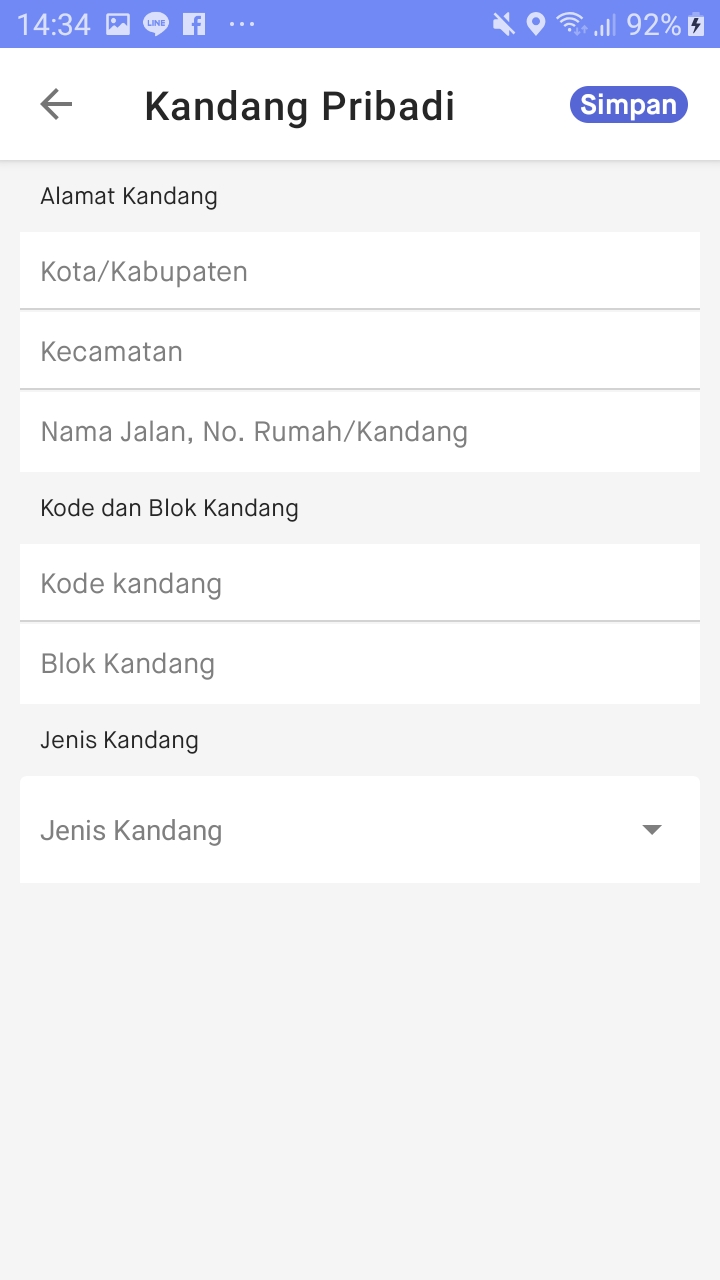 14:34 LINE 92%
Kandang Pribadi Simpan
Alamat Kandang
Kota/Kabupaten
Kecamatan
Nama Jalan, No. Rumah/Kandang
Kode dan Blok Kandang
Kode kandang
Blok Kandang
Jenis Kandang
Jenis Kandang